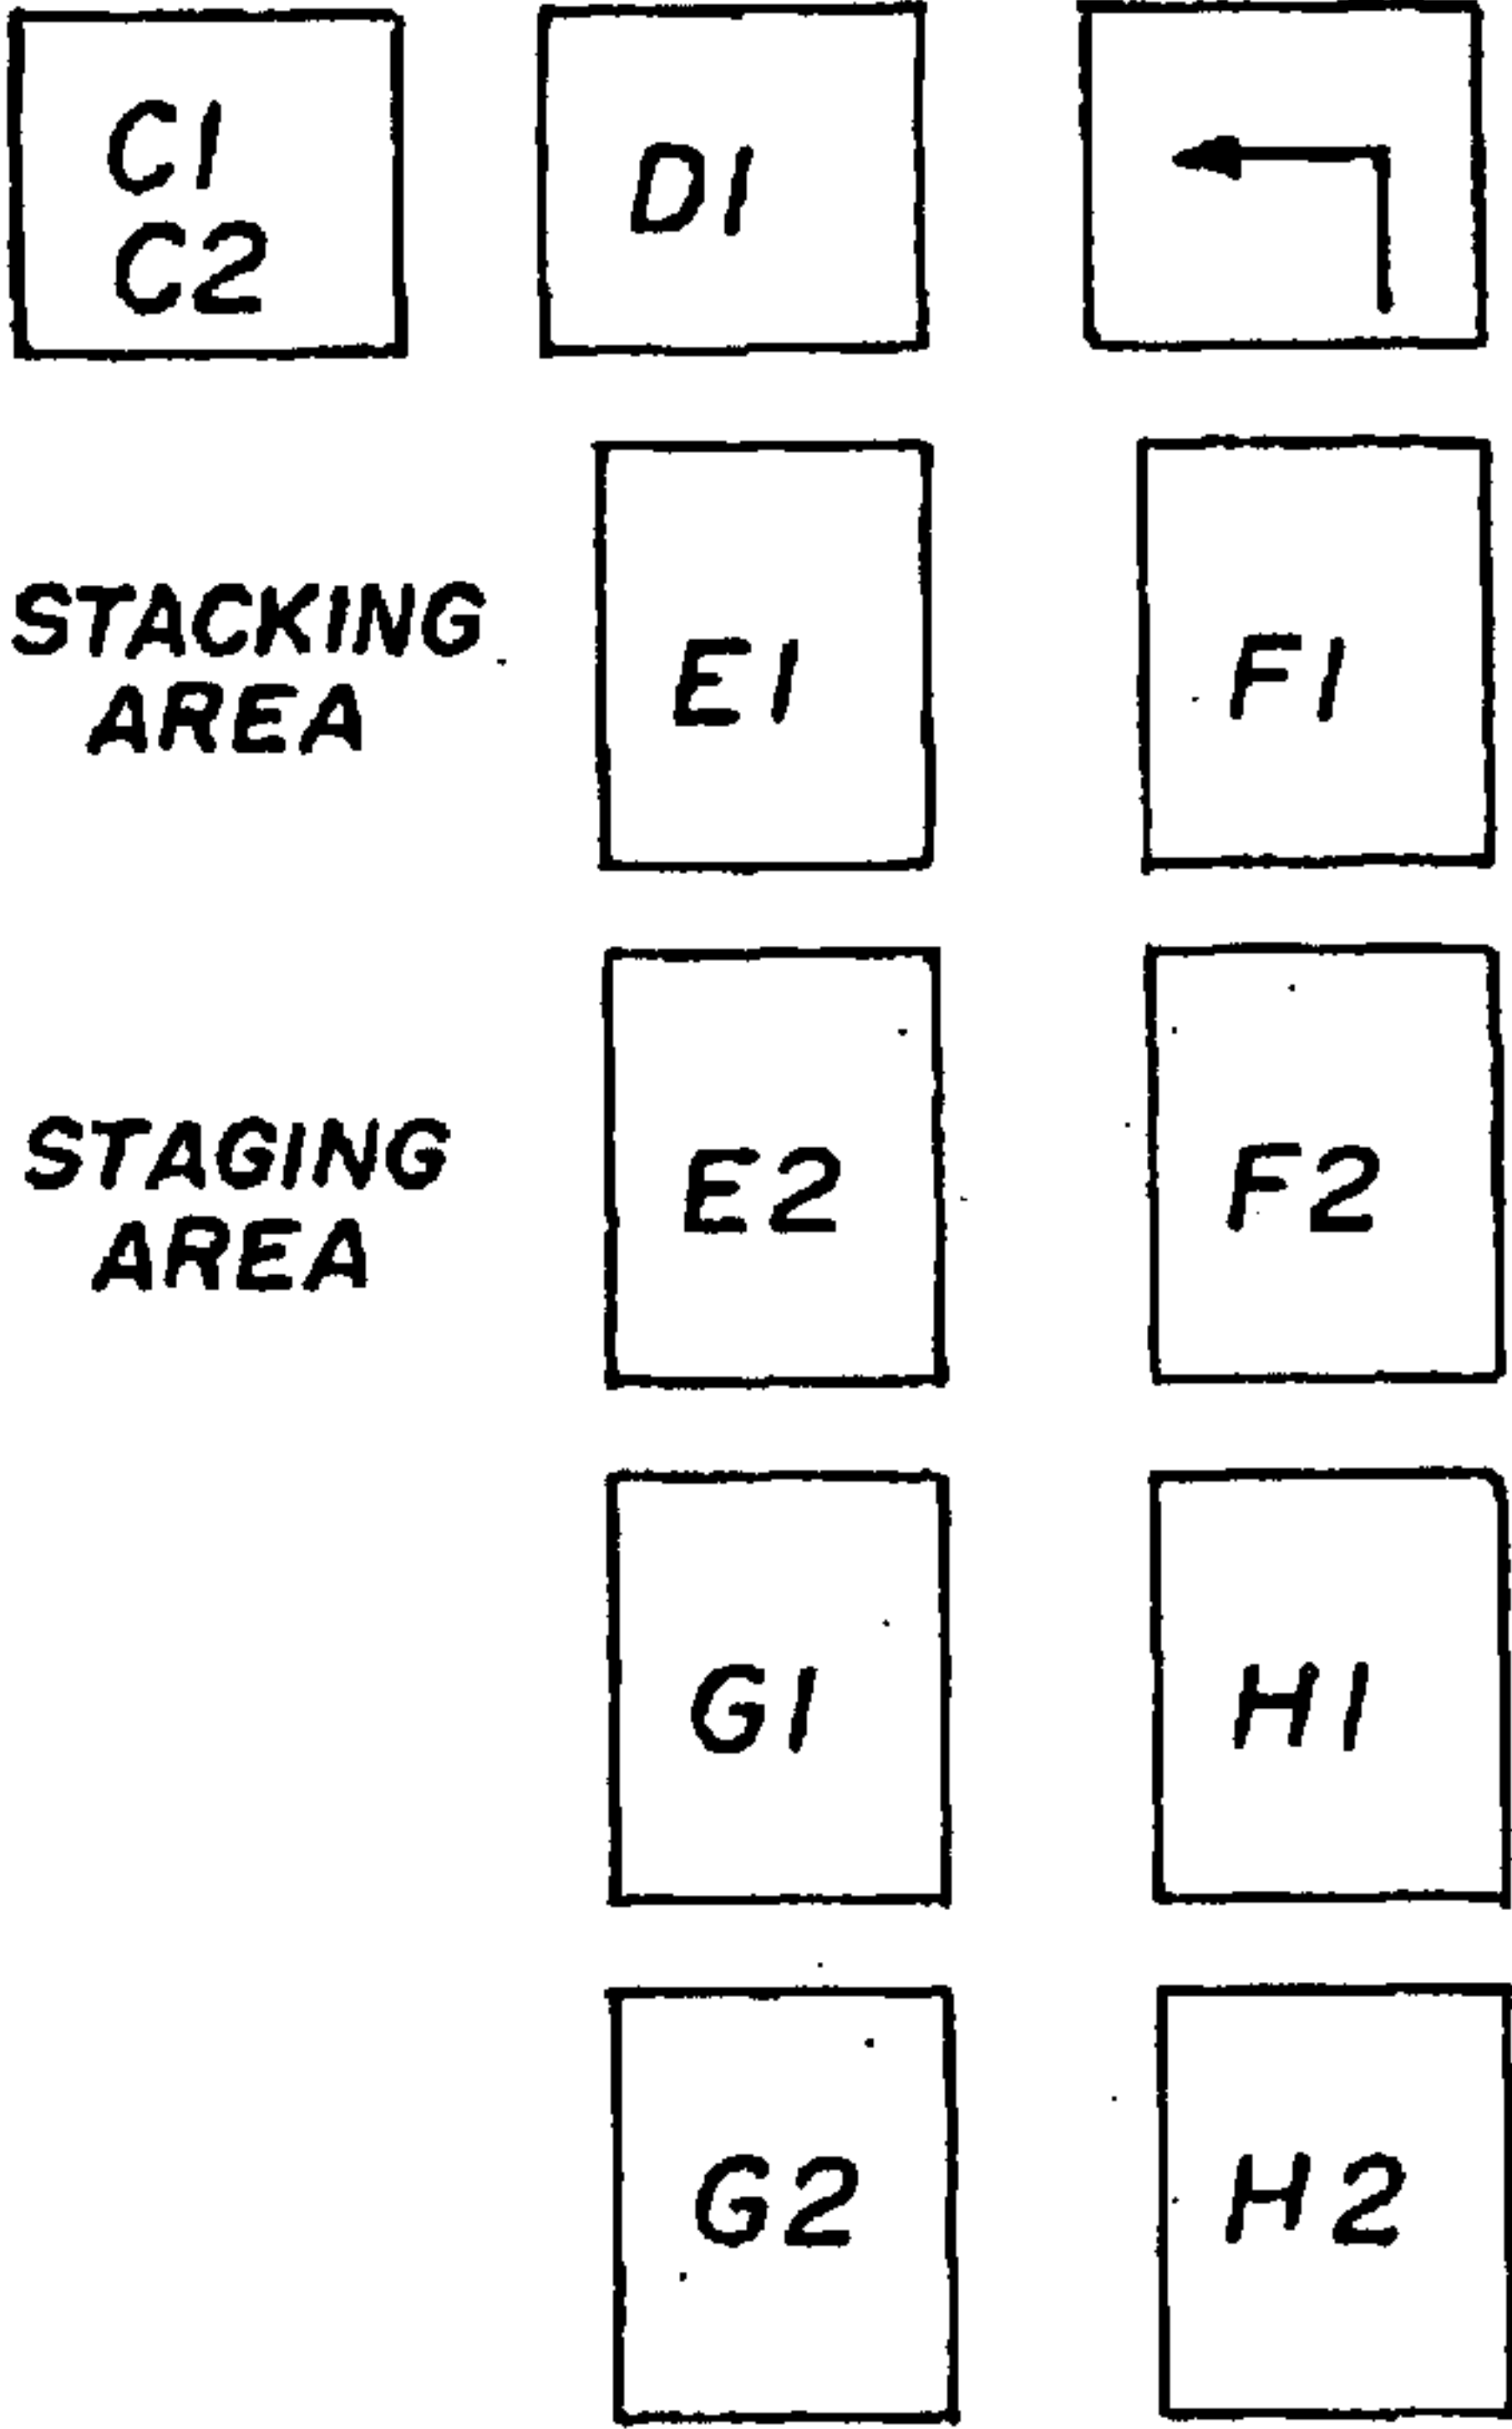 C1
C2
D1
STACKING
AREA
E1
F1
STAGING
AREA
E2
F2
G1
H1
G2
H2